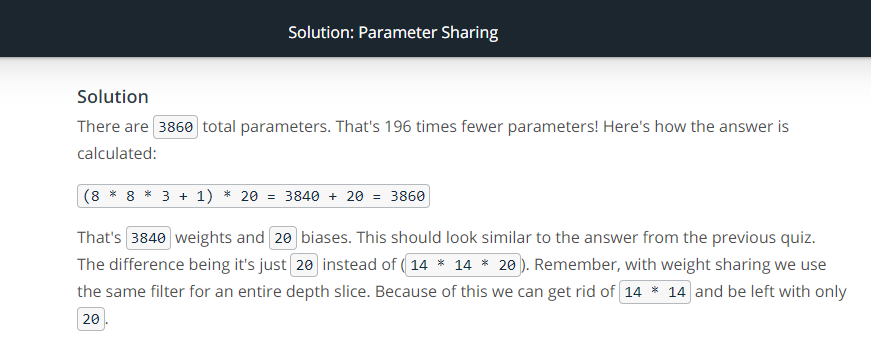 Solution: Parameter Sharing
Solution
There are 3860 total parameters. That's 196 times fewer parameters! Here's how the answer is
calculated:
(8 * 8 * 3 + 1) * 20 = 3840 + 20 = 3860
That's 3840 weights and 20 biases. This should look similar to the answer from the previous quiz.
The difference being it's just 20 instead of ( 14 * 14 * 20 ). Remember, with weight sharing we use
the same filter for an entire depth slice. Because of this we can get rid of 14 * 14 and be left with only
20 .